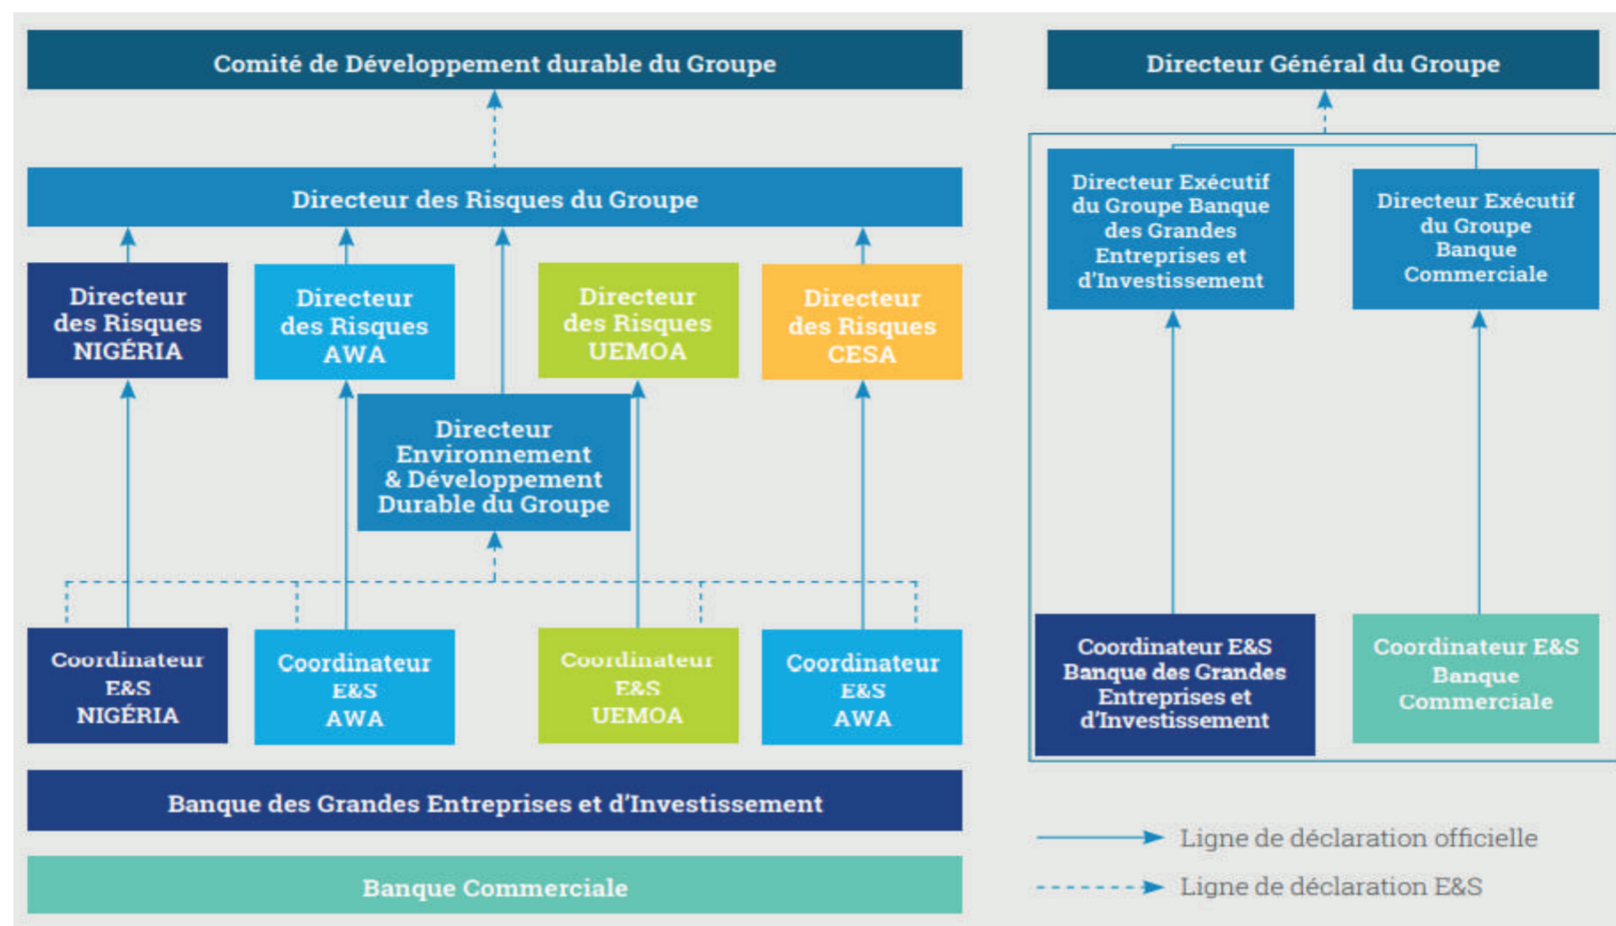 Comité de Développement durable du Groupe
Directeur Général du Groupe
Directeur des Risques du Groupe
Directeur Exécutif
du Groupe Banque
des Grandes
Entreprises et
d'Investissement
Directeur Exécutif
du Groupe
Banque
Commerciale
Directeur
des Risques
NIGÉRIA
Directeur
des Risques
AWA
Directeur
des Risques
UEMOA
Directeur
des Risques
CESA
Directeur
Environnement
& Développement
Durable du Groupe
Coordinateur
E&S
NIGÉRIA
Coordinateur
E&S
AWA
Coordinateur
E&S
UEMOA
Coordinateur
E&S
AWA
Coordinateur E&S
Banque des Grandes
Entreprises et
d'Investissement
Coordinateur E&S
Banque
Commerciale
Banque des Grandes Entreprises et d'Investissement
Banque Commerciale
Ligne de déclaration officielle
Ligne de déclaration E&S